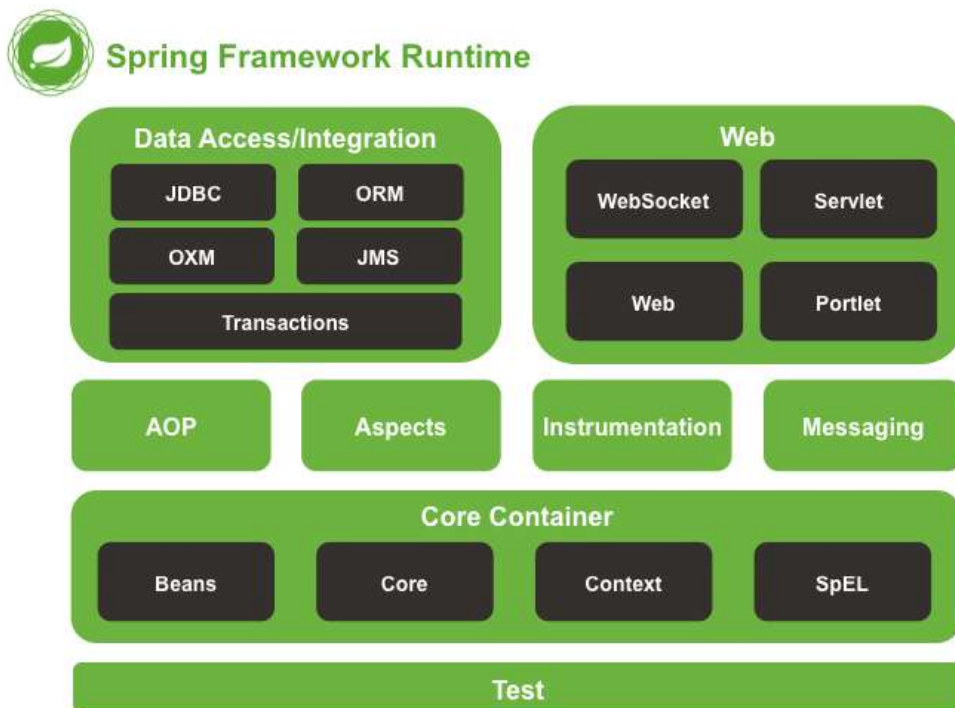 Spring Framework Runtime
Data Access/Integration
JDBC
ORM
OXM
JMS
Transactions
Web
WebSocket
Servlet
Web
Portlet
AOP
Aspects
Instrumentation
Messaging
Core Container
Beans
Core
Context
SpEL
Test